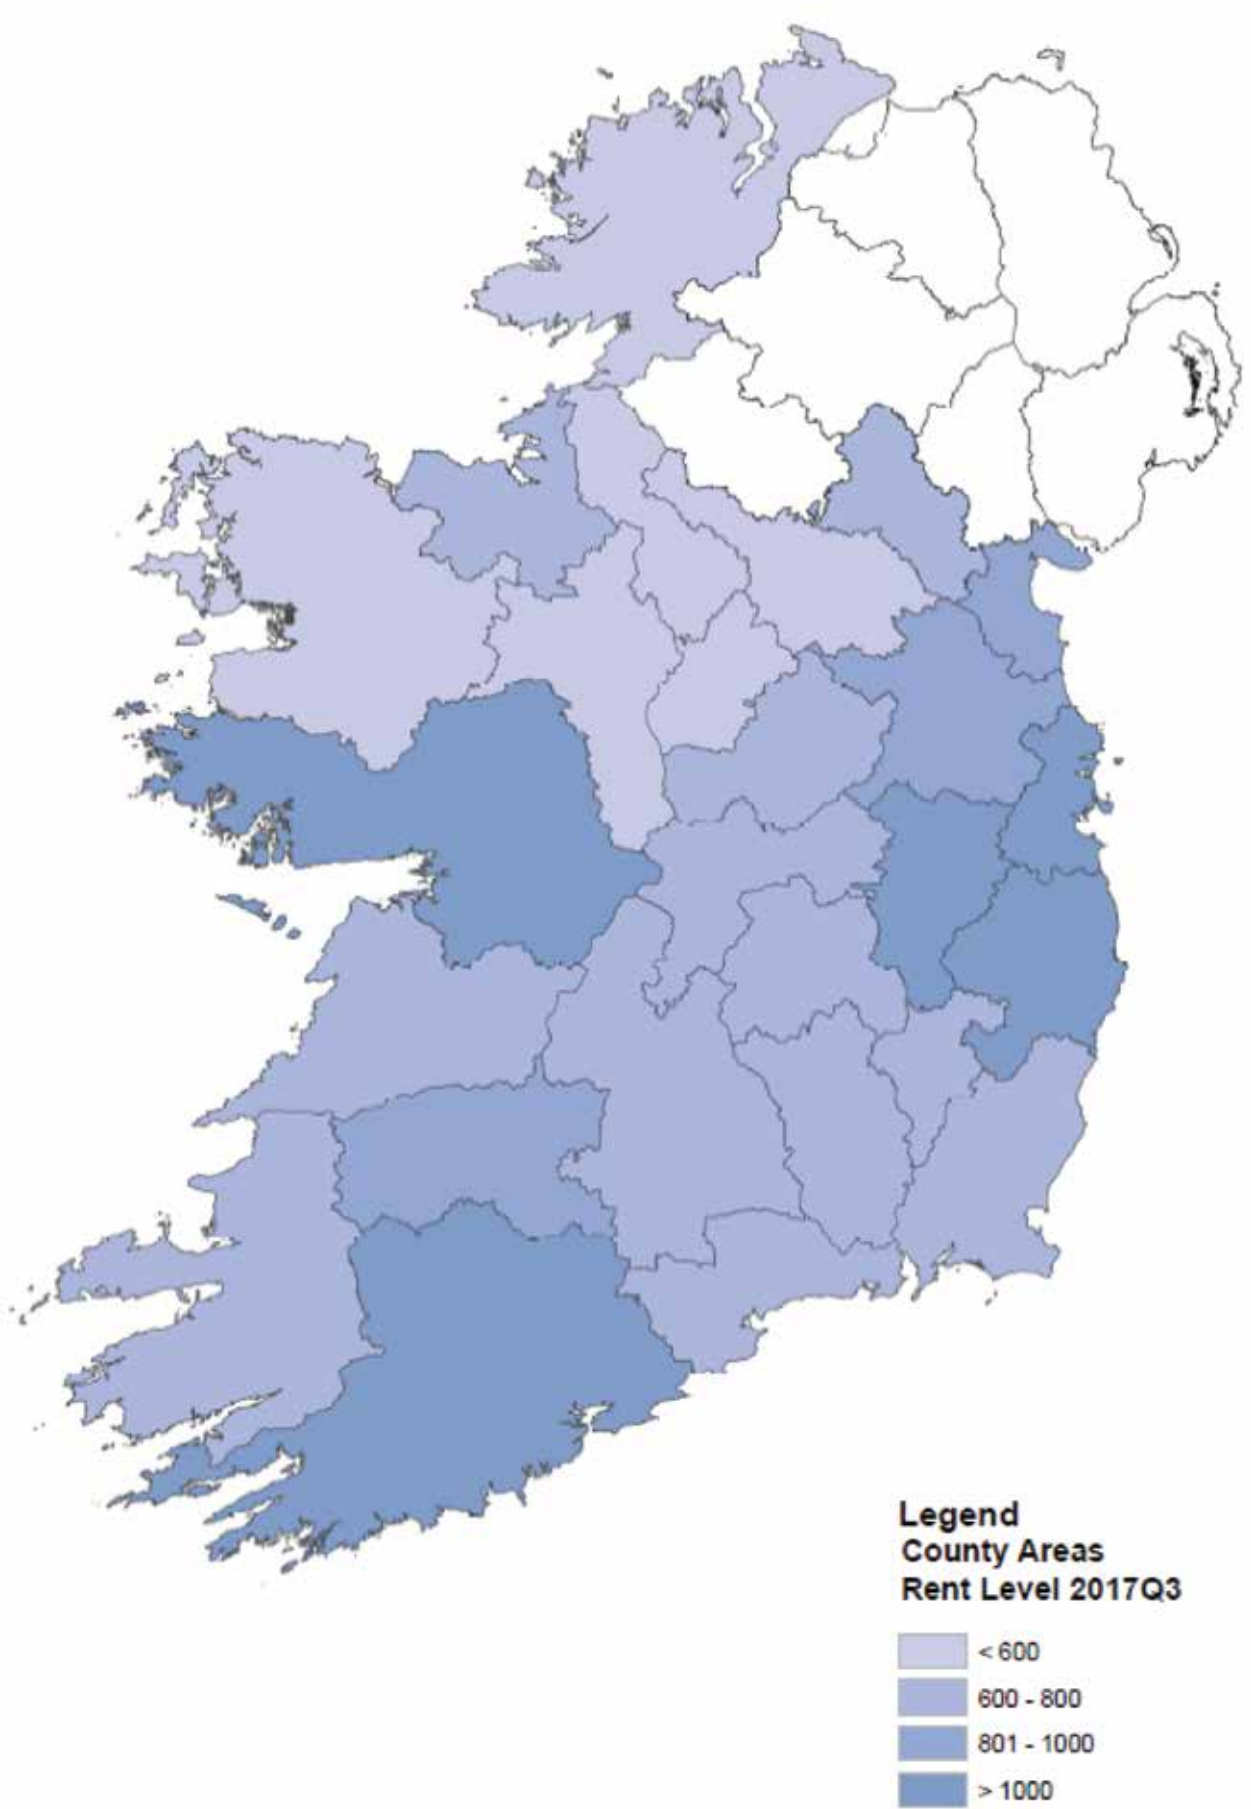 Legend
County Areas
Rent Level 2017Q3
< 600
600 - 800
801 - 1000
> 1000